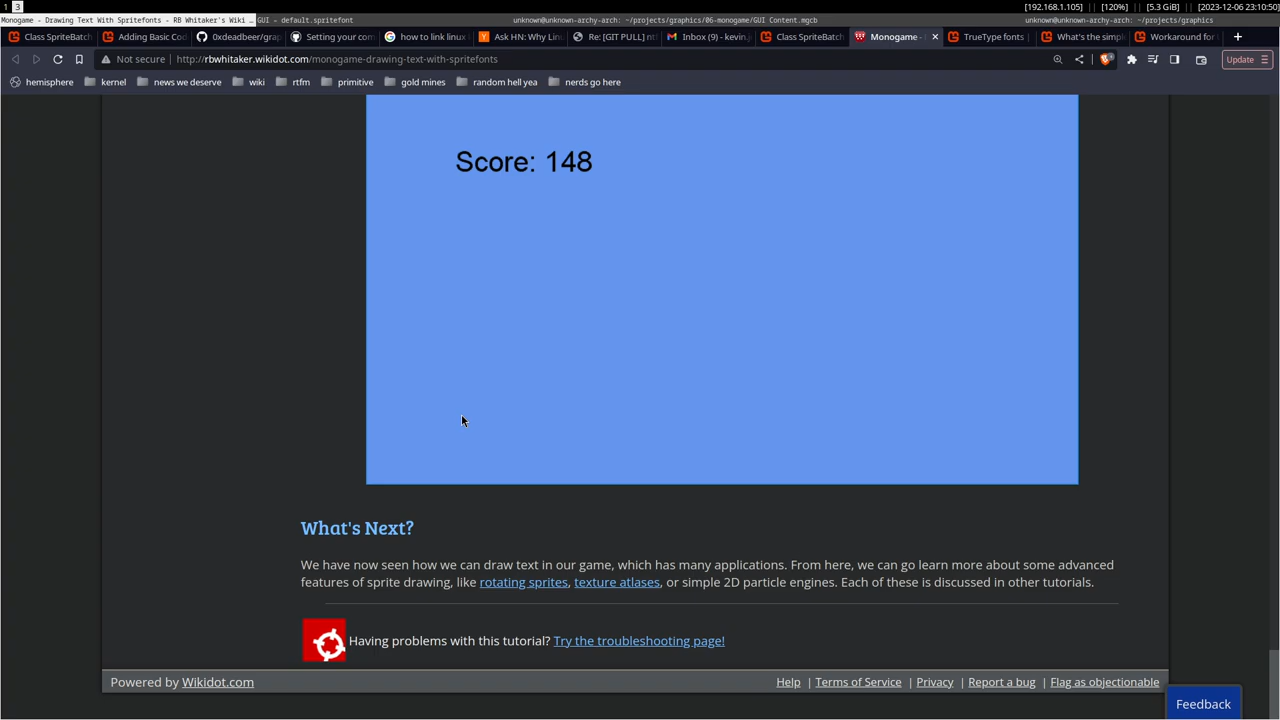 1 3 [192.168.1.105] || [120%] || [5.3 GiB] || [2023-12-06 23:10:50]
Monogame - Drawing Text With Spritefonts - RB Whitaker's Wiki … GUI - default.spritefont unknown@unknown-archy-arch: ~/projects/graphics/06-monogame/GUI Content.mgcb unknown@unknown-archy-arch: ~/projects/graphics
Class SpriteBatch Adding Basic Cod 0xdeadbeer/grap Setting your com how to link linux Ask HN: Why Linu Re: [GIT PULL] nt Inbox (9) - kevin.j Class SpriteBatch Monogame - TrueType fonts What's the simpl Workaround for
Not secure http://rbwhitaker.wikidot.com/monogame-drawing-text-with-spritefonts Update
hemisphere kernel news we deserve wiki rtfm primitive gold mines random hell yea nerds go here
Score: 148
What's Next?
We have now seen how we can draw text in our game, which has many applications. From here, we can go learn more about some advanced
features of sprite drawing, like rotating sprites, texture atlases, or simple 2D particle engines. Each of these is discussed in other tutorials.
Having problems with this tutorial? Try the troubleshooting page!
Powered by Wikidot.com Help | Terms of Service | Privacy | Report a bug | Flag as objectionable
Feedback